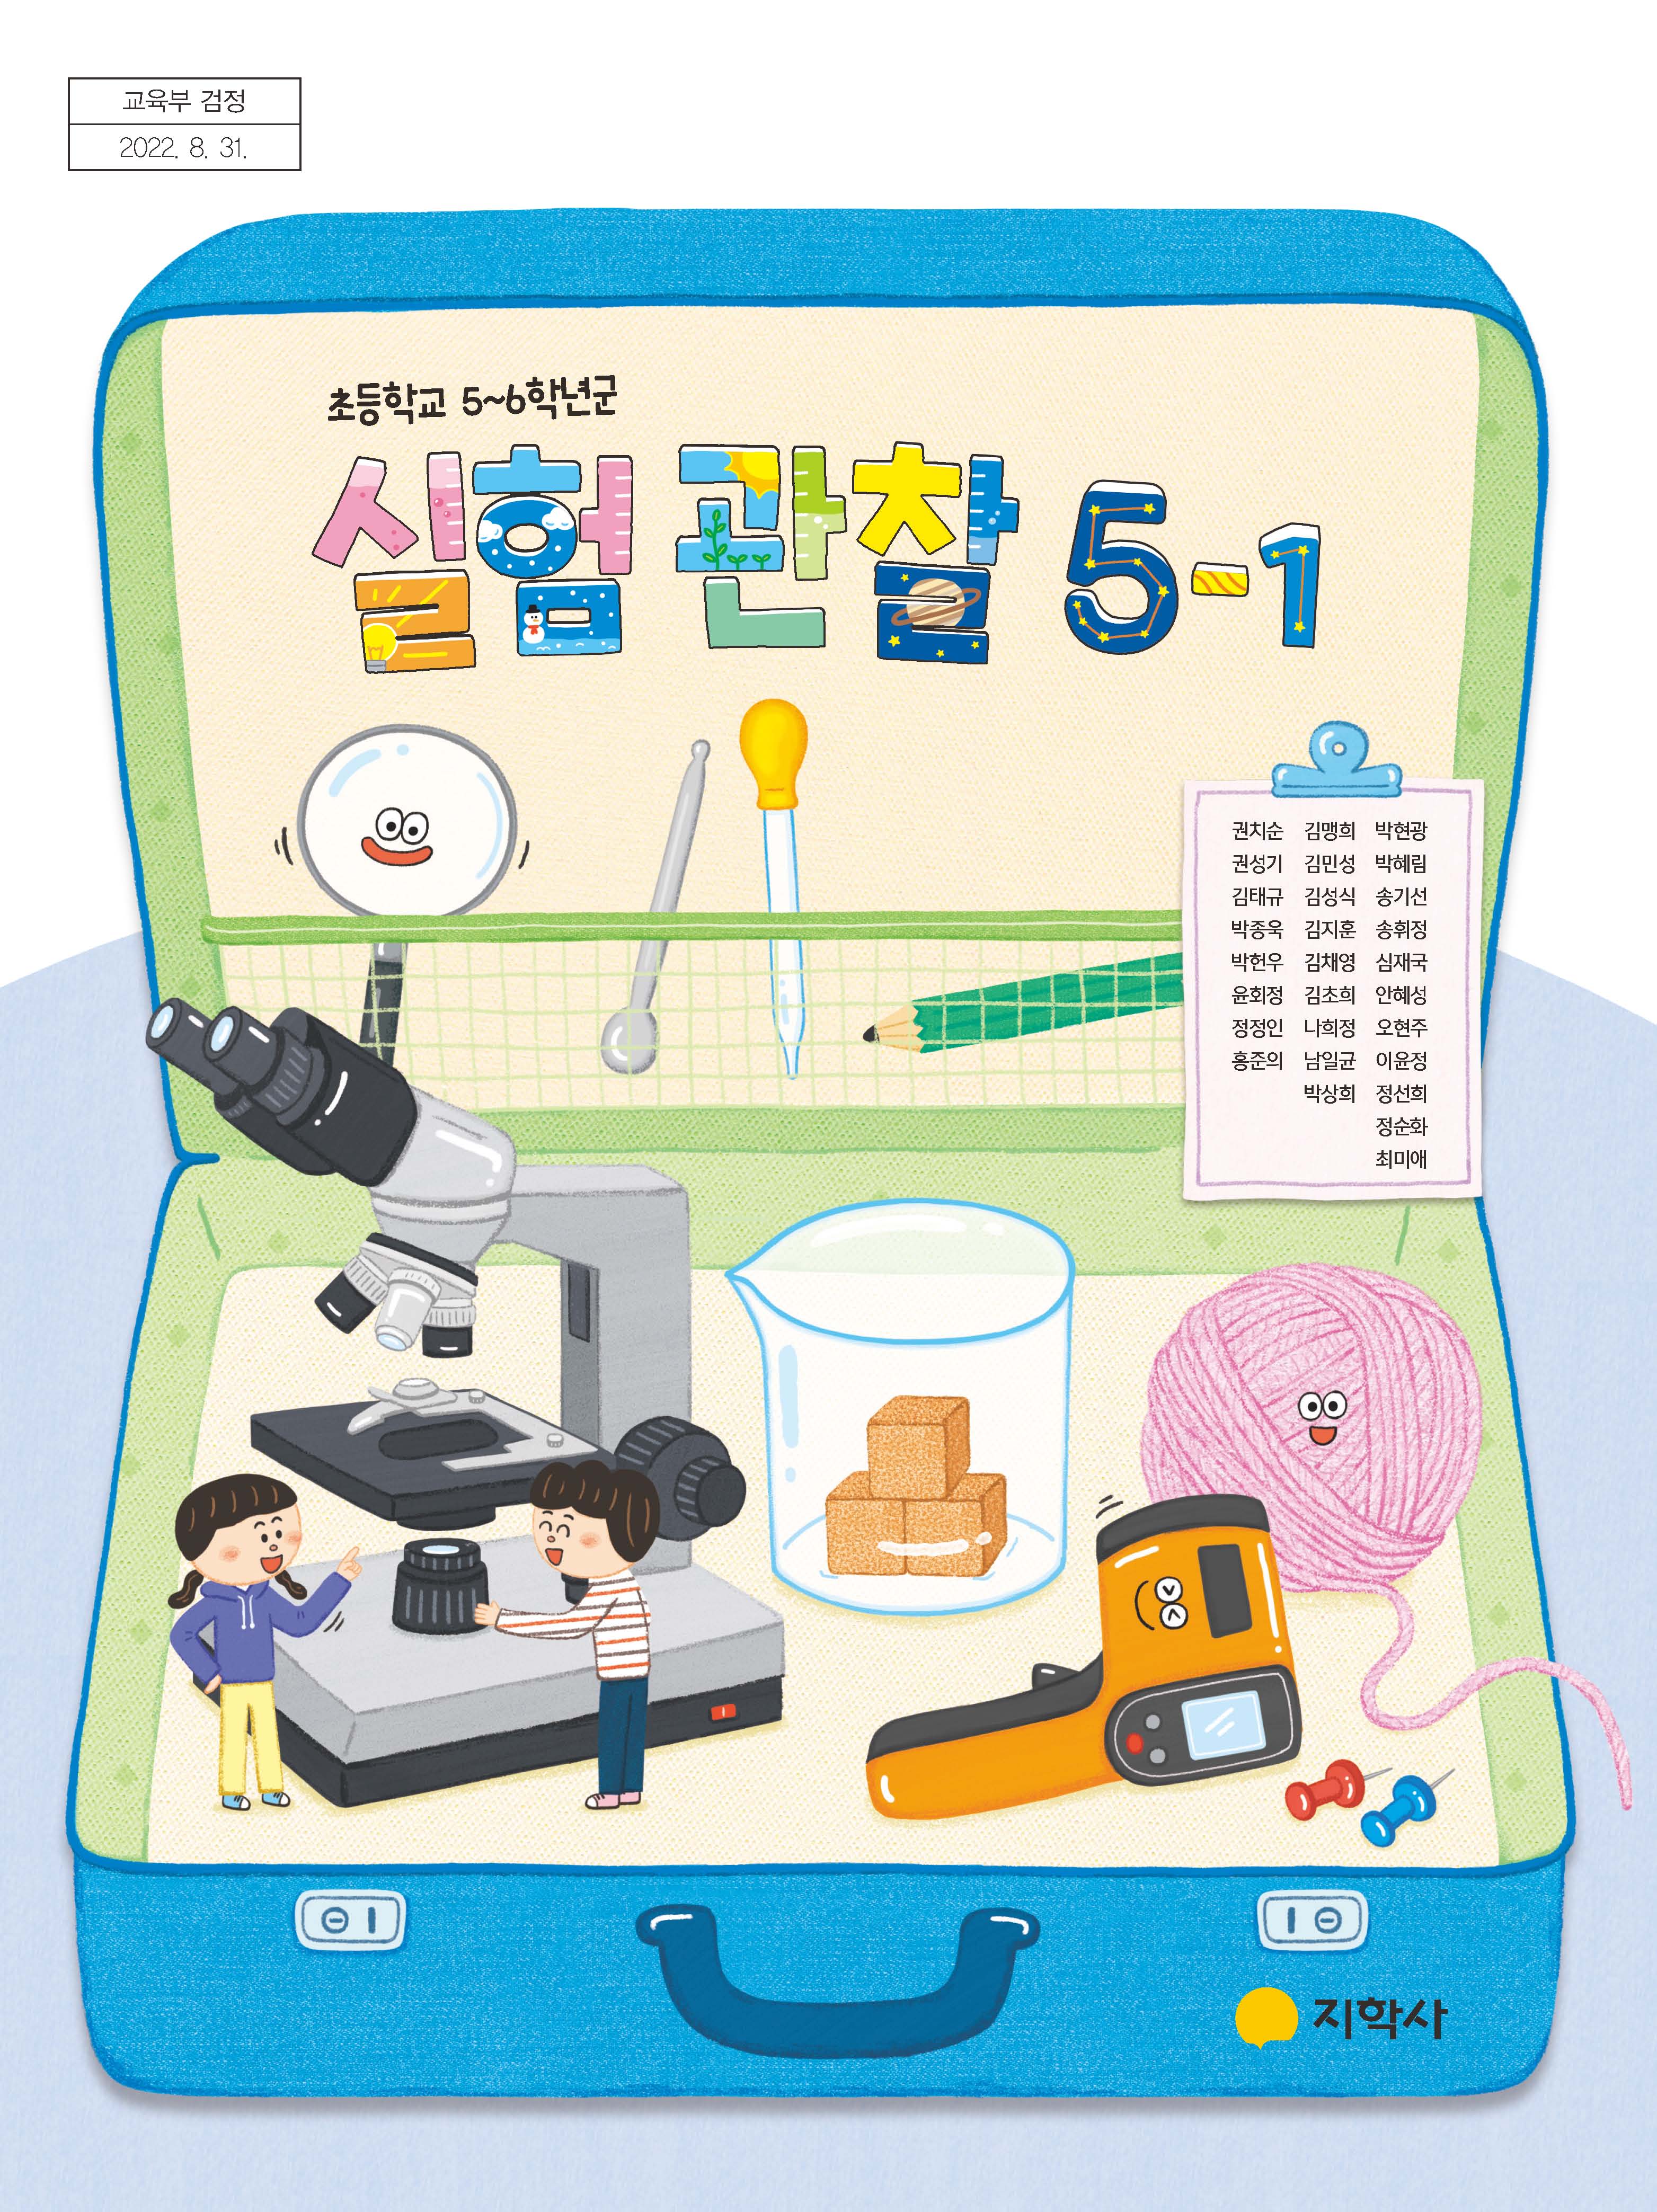 교육부 검정
2022. 8. 31.
초등학교 5~6학년군
실험 관찰 5-1
권치순 김맹희 박현광
권성기 김민성 박혜림
김태규 김성식 송기선
박종욱 김지훈 송휘정
박헌우 김채영 심재국
윤회정 김초희 안혜성
정정인 나희정 오현주
홍준의 남일균 이윤정
박상희 정선희
정순화
최미애
지학사